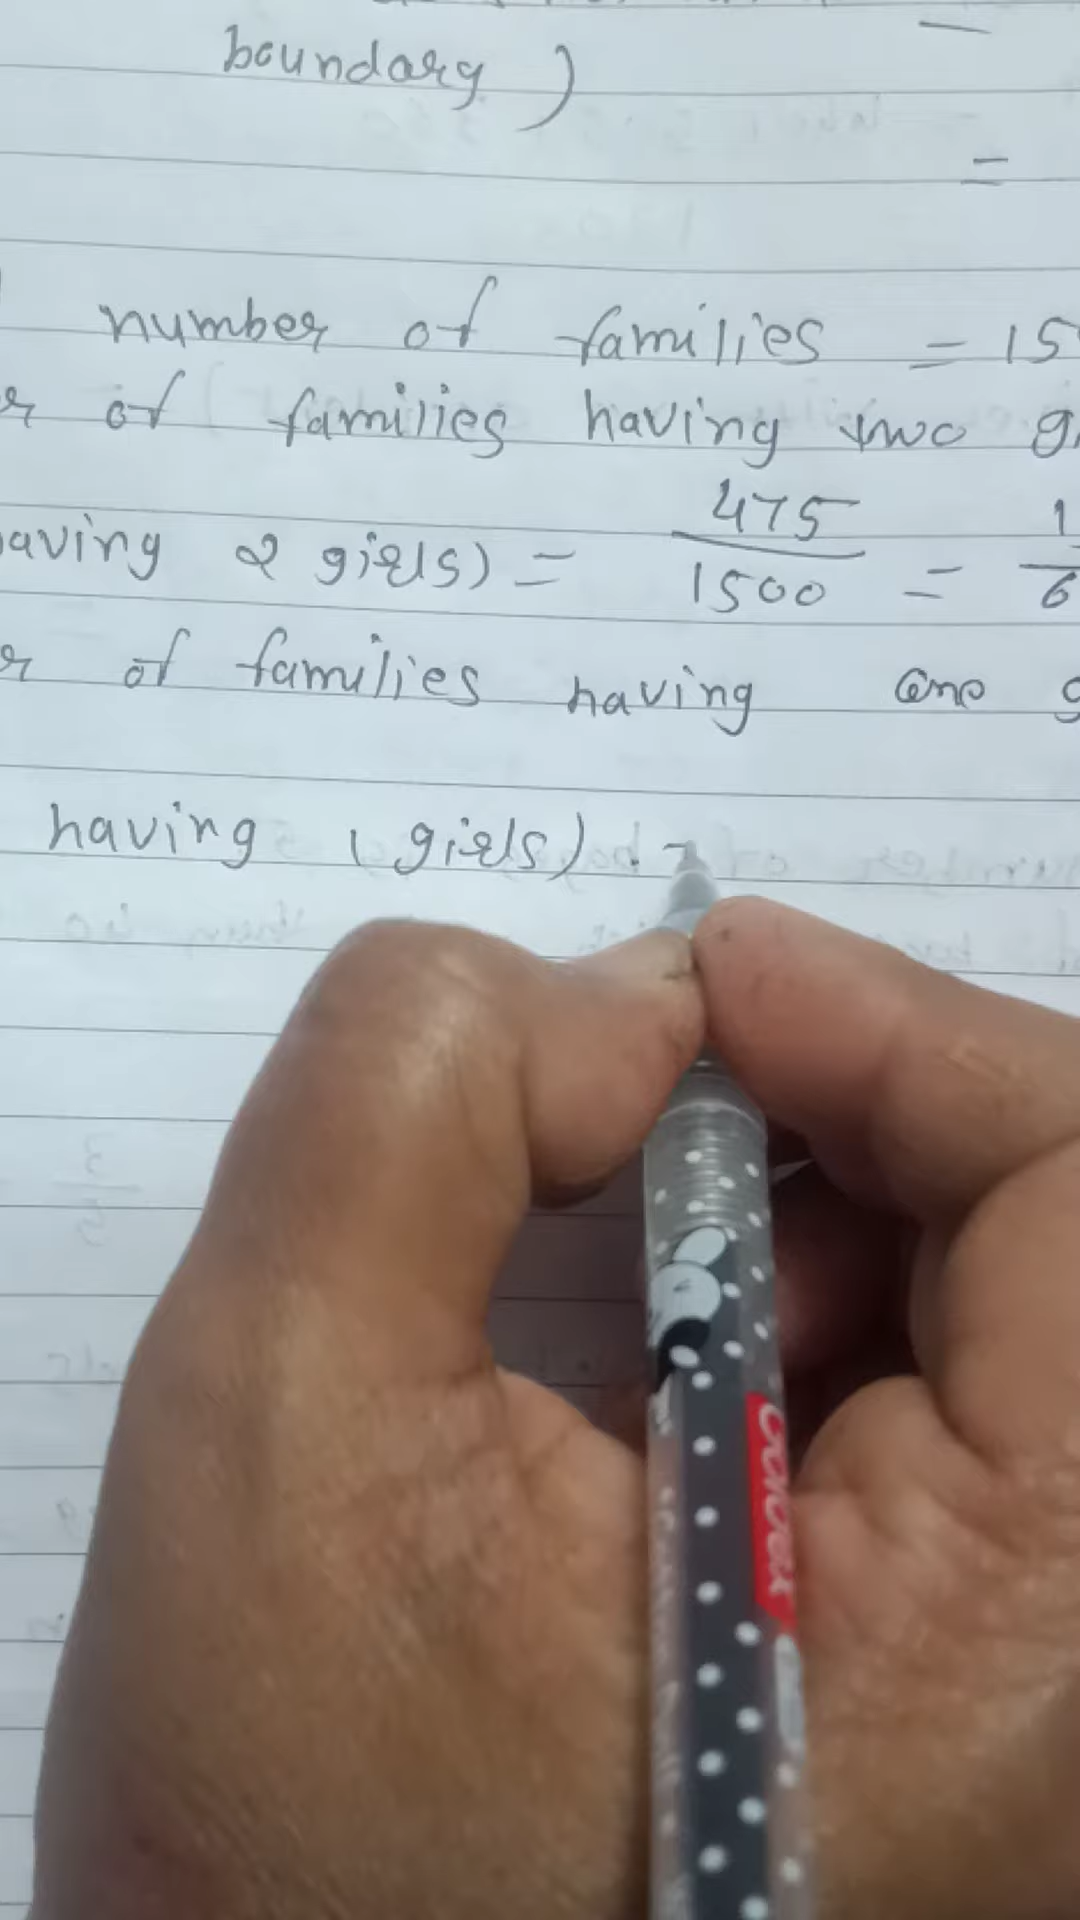 boundary)
=
number of families = 15
of families having two
having 2 girls) = 475/1500 = 1/6
of families having one g
having 1 girls) =